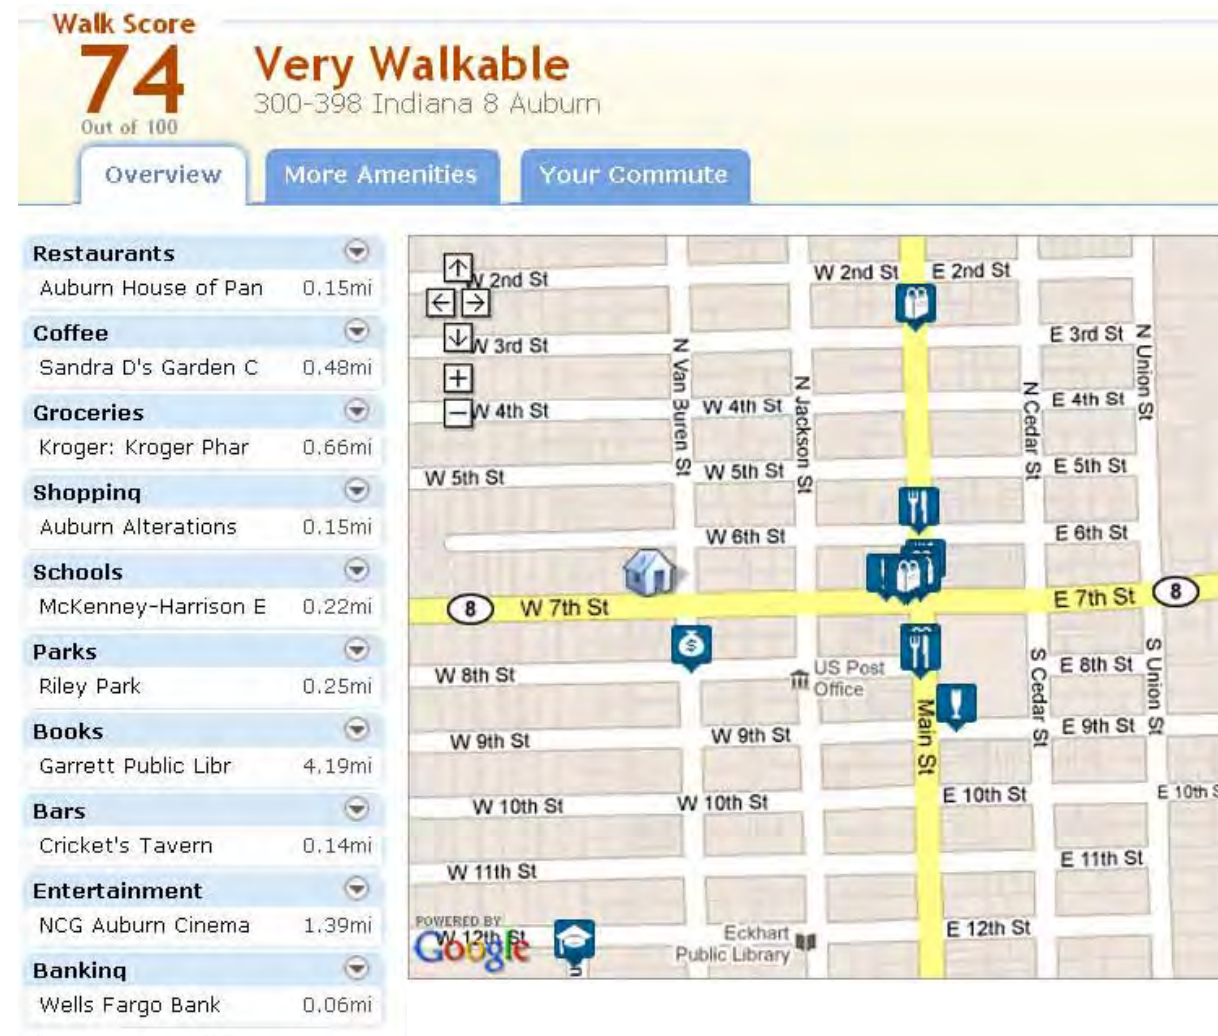 Walk Score
74
Out of 100
Very Walkable
300-398 Indiana 8 Auburn
Overview
More Amenities
Your Commute
Restaurants
Auburn House of Pan 0.15mi
Coffee
Sandra D's Garden C 0.48mi
Groceries
Kroger: Kroger Phar 0.66mi
Shopping
Auburn Alterations 0.15mi
Schools
McKenney-Harrison E 0.22mi
Parks
Riley Park 0.25mi
Books
Garrett Public Libr 4.19mi
Bars
Cricket's Tavern 0.14mi
Entertainment
NCG Auburn Cinema 1.39mi
Banking
Wells Fargo Bank 0.06mi
W 2nd St
W 2nd St
E 2nd St
W 3rd St
E 3rd St
N Union St
N Van Buren St
N Jackson St
N Cedar St
W 4th St
W 4th St
E 4th St
W 5th St
W 5th St
E 5th St
W 6th St
E 6th St
8
W 7th St
E 7th St
8
$
W 8th St
US Post
Office
E 8th St
S Cedar St
S Union St
Main St
W 9th St
W 9th St
E 9th St
W 10th St
W 10th St
E 10th St
E 10th S
W 11th St
E 11th St
POWERED BY
Google
W 12th St
Eckhart
Public Library
E 12th St